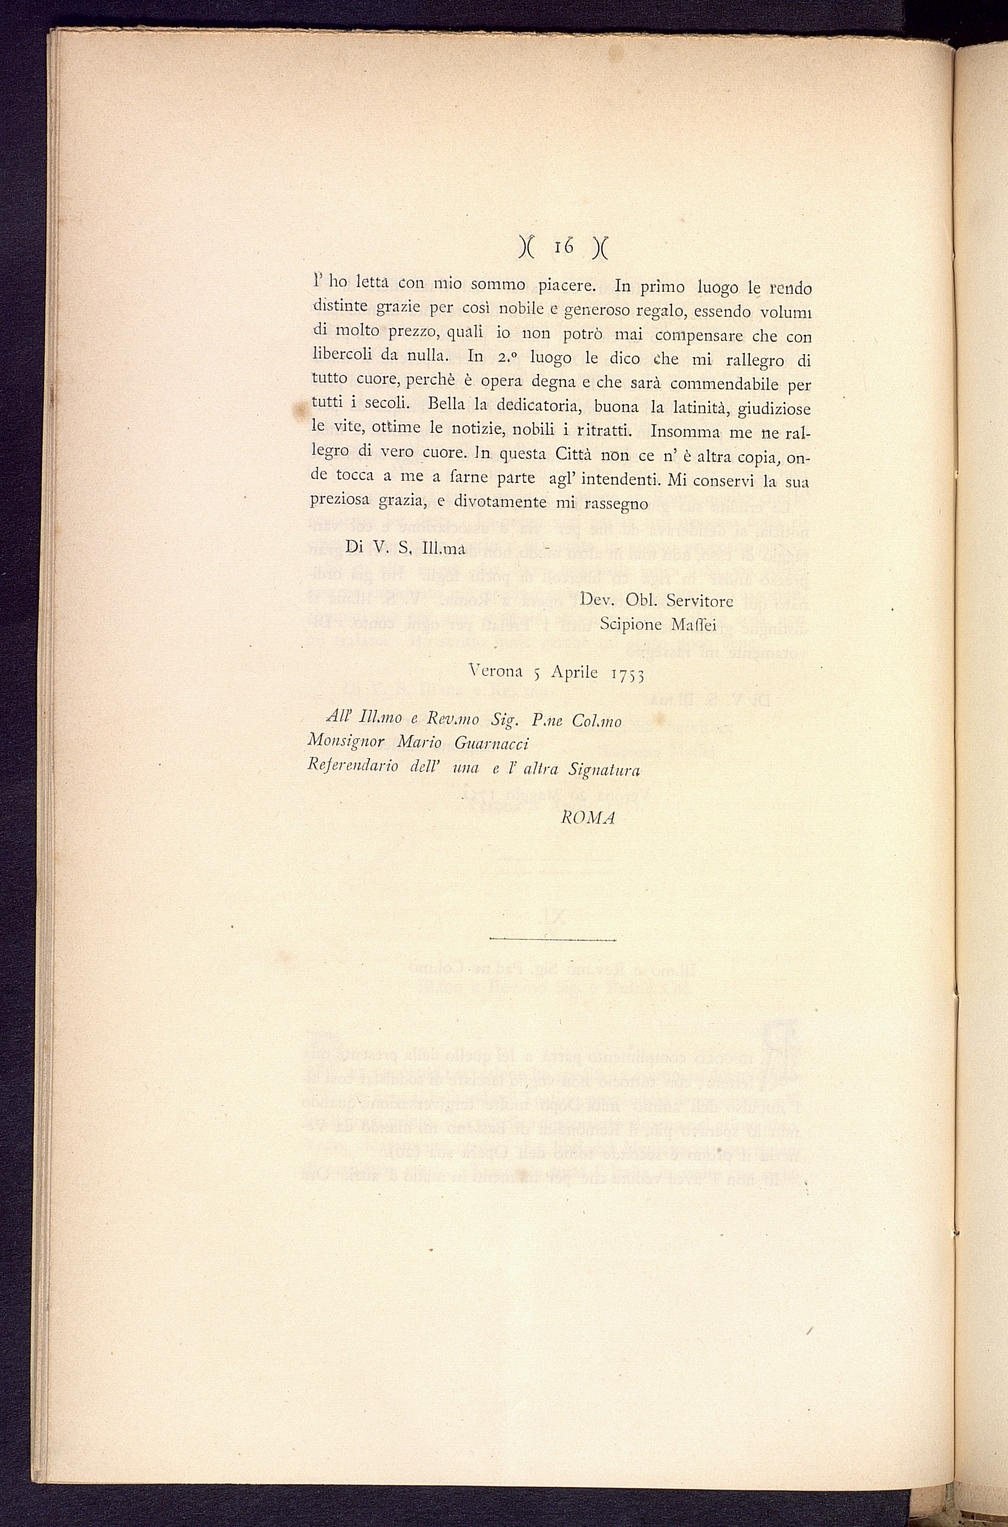 )( 16 )(
l' ho letta con mio sommo piacere. In primo luogo le rendo
distinte grazie per così nobile e generoso regalo, essendo volumi
di molto prezzo, quali io non potrò mai compensare che con
libercoli da nulla. In 2.º luogo le dico che mi rallegro di
tutto cuore, perchè è opera degna e che sarà commendabile per
tutti i secoli. Bella la dedicatoria, buona la latinità, giudiziose
le vite, ottime le notizie, nobili i ritratti. Insomma me ne ral-
legro di vero cuore. In questa Città non ce n' è altra copia, on-
de tocca a me a farne parte agl' intendenti. Mi conservi la sua
preziosa grazia, e divotamente mi rassegno
Di V. S. Ill.ma
Dev. Obl. Servitore
Scipione Maffei
Verona 5 Aprile 1753
All' Ill.mo e Rev.mo Sig. P.ne Col.mo
Monsignor Mario Guarnacci
Referendario dell' una e l' altra Signatura
ROMA